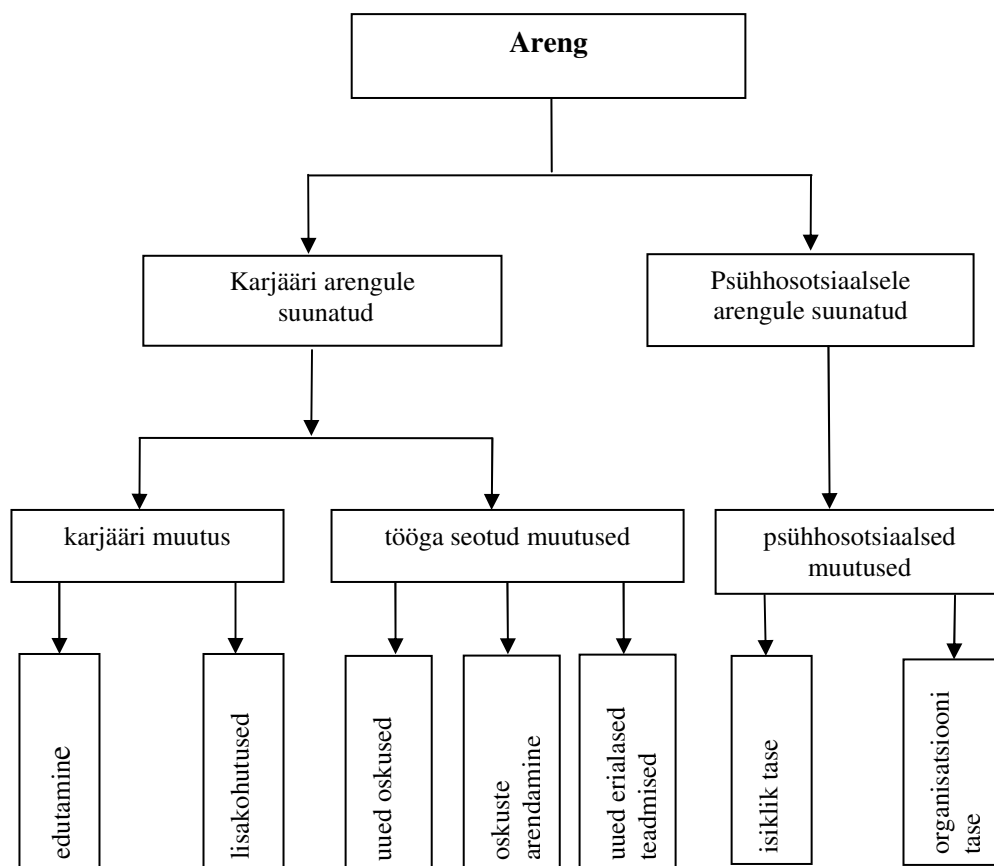 Areng
Karjääri arengule
suunatud
Psühhosotsiaalsele
arengule suunatud
karjääri muutus
tööga seotud muutused
psühhosotsiaalsed
muutused
edutamine
lisakohutused
uued oskused
oskuste
arendamine
uued erialased
teadmised
isiklik tase
organisatsiooni
tase